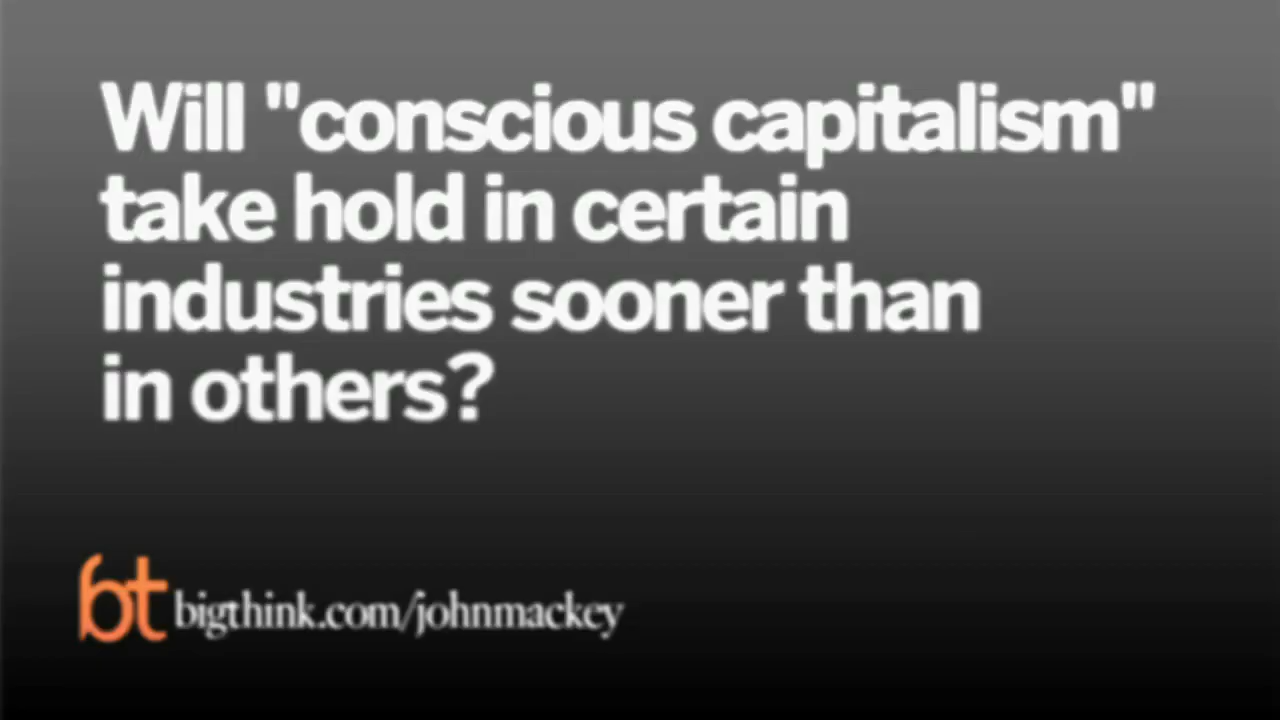 Will "conscious capitalism"
take hold in certain
industries sooner than
in others?
bt bigthink.com/johnmackey